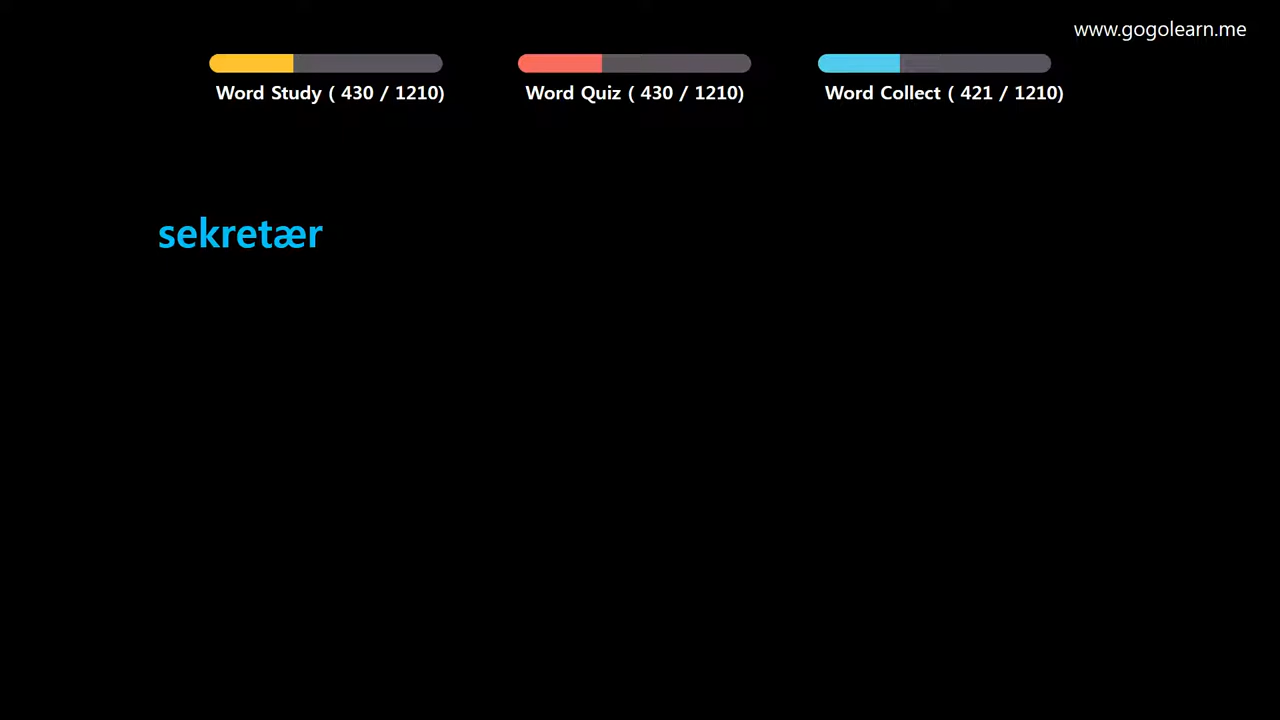 www.gogolearn.me
Word Study ( 430 / 1210)
Word Quiz ( 430 / 1210)
Word Collect ( 421 / 1210)
sekretær